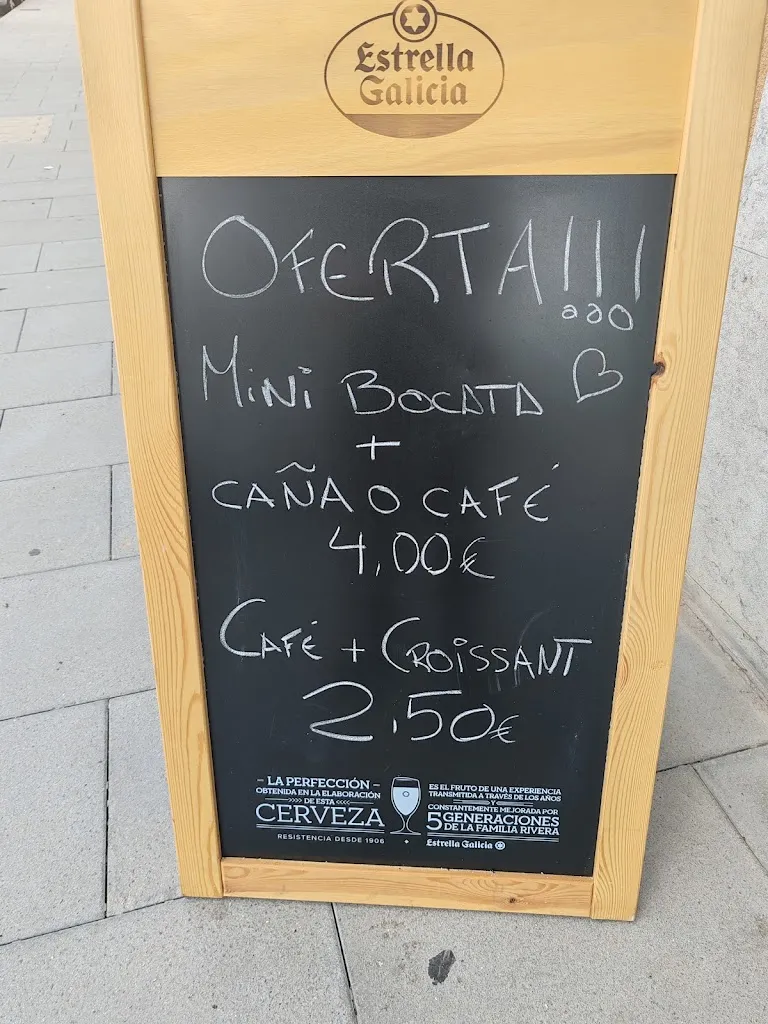 Estrella
Galicia
OFERTA!!!
MiNi BOCATA
+
CAÑA O CAFÉ
4,00€
CAFÉ + CROiSSANT
2,50€
– LA PERFECCIÓN –
OBTENIDA EN LA ELABORACIÓN
>>>> DE ESTA <<<<
CERVEZA
RESISTENCIA DESDE 1906
ES EL FRUTO DE UNA EXPERIENCIA
TRANSMITIDA A TRAVÉS DE LOS AÑOS
Y
CONSTANTEMENTE MEJORADA POR
5 GENERACIONES
DE LA FAMILIA RIVERA
Estrella Galicia